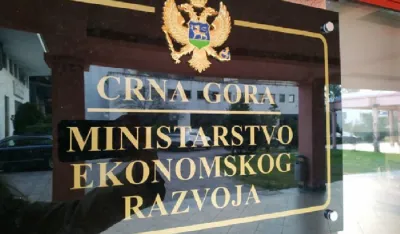 CRNA GORA
MINISTARSTVO
EKONOMSKOG
RAZVOJA